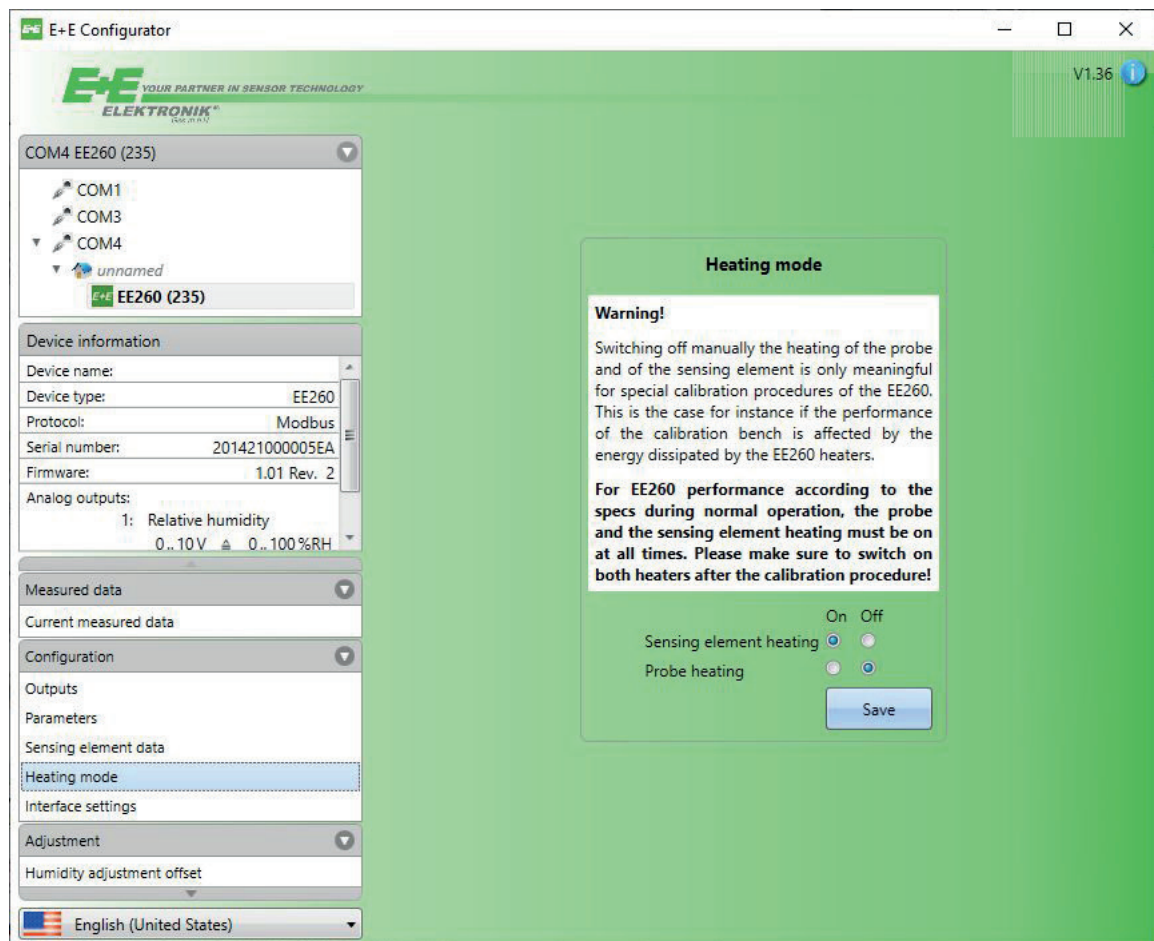 E+E Configurator
V1.36
E+E YOUR PARTNER IN SENSOR TECHNOLOGY
ELEKTRONIK®
Ges.m.b.H.
COM4 EE260 (235)
COM1
COM3
COM4
unnamed
E+E EE260 (235)
Device information
Device name:
Device type: EE260
Protocol: Modbus
Serial number: 201421000005EA
Firmware: 1.01 Rev. 2
Analog outputs:
1: Relative humidity
0..10V ≙ 0..100%RH
Measured data
Current measured data
Configuration
Outputs
Parameters
Sensing element data
Heating mode
Interface settings
Adjustment
Humidity adjustment offset
English (United States)
Heating mode
Warning!
Switching off manually the heating of the probe
and of the sensing element is only meaningful
for special calibration procedures of the EE260.
This is the case for instance if the performance
of the calibration bench is affected by the
energy dissipated by the EE260 heaters.
For EE260 performance according to the
specs during normal operation, the probe
and the sensing element heating must be on
at all times. Please make sure to switch on
both heaters after the calibration procedure!
On Off
Sensing element heating
Probe heating
Save